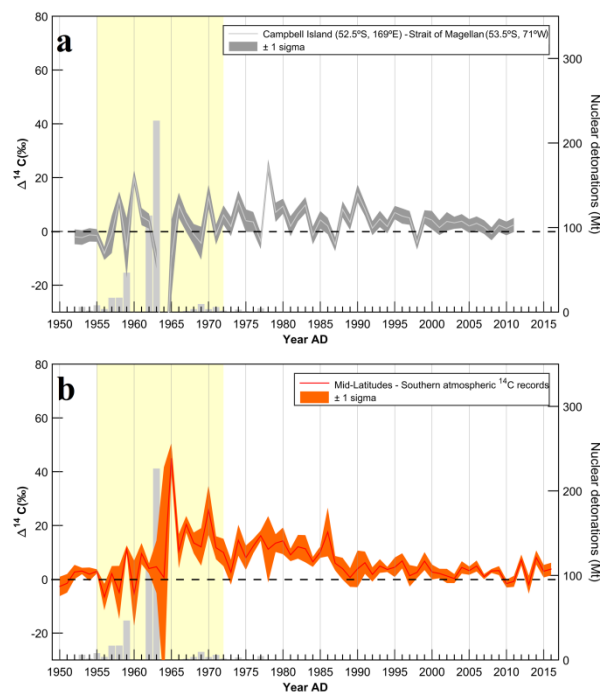 a
Campbell Island (52.5ºS, 169ºE) - Strait of Magellan (53.5ºS, 71ºW)
± 1 sigma
80
60
40
20
0
-20
Δ¹⁴ C(‰)
300
200
100
0
Nuclear detonations (Mt)
1950 1955 1960 1965 1970 1975 1980 1985 1990 1995 2000 2005 2010 2015
Year AD
b
Mid-Latitudes - Southern atmospheric ¹⁴C records
± 1 sigma
80
60
40
20
0
-20
Δ¹⁴ C(‰)
300
200
100
0
Nuclear detonations (Mt)
1950 1955 1960 1965 1970 1975 1980 1985 1990 1995 2000 2005 2010 2015
Year AD